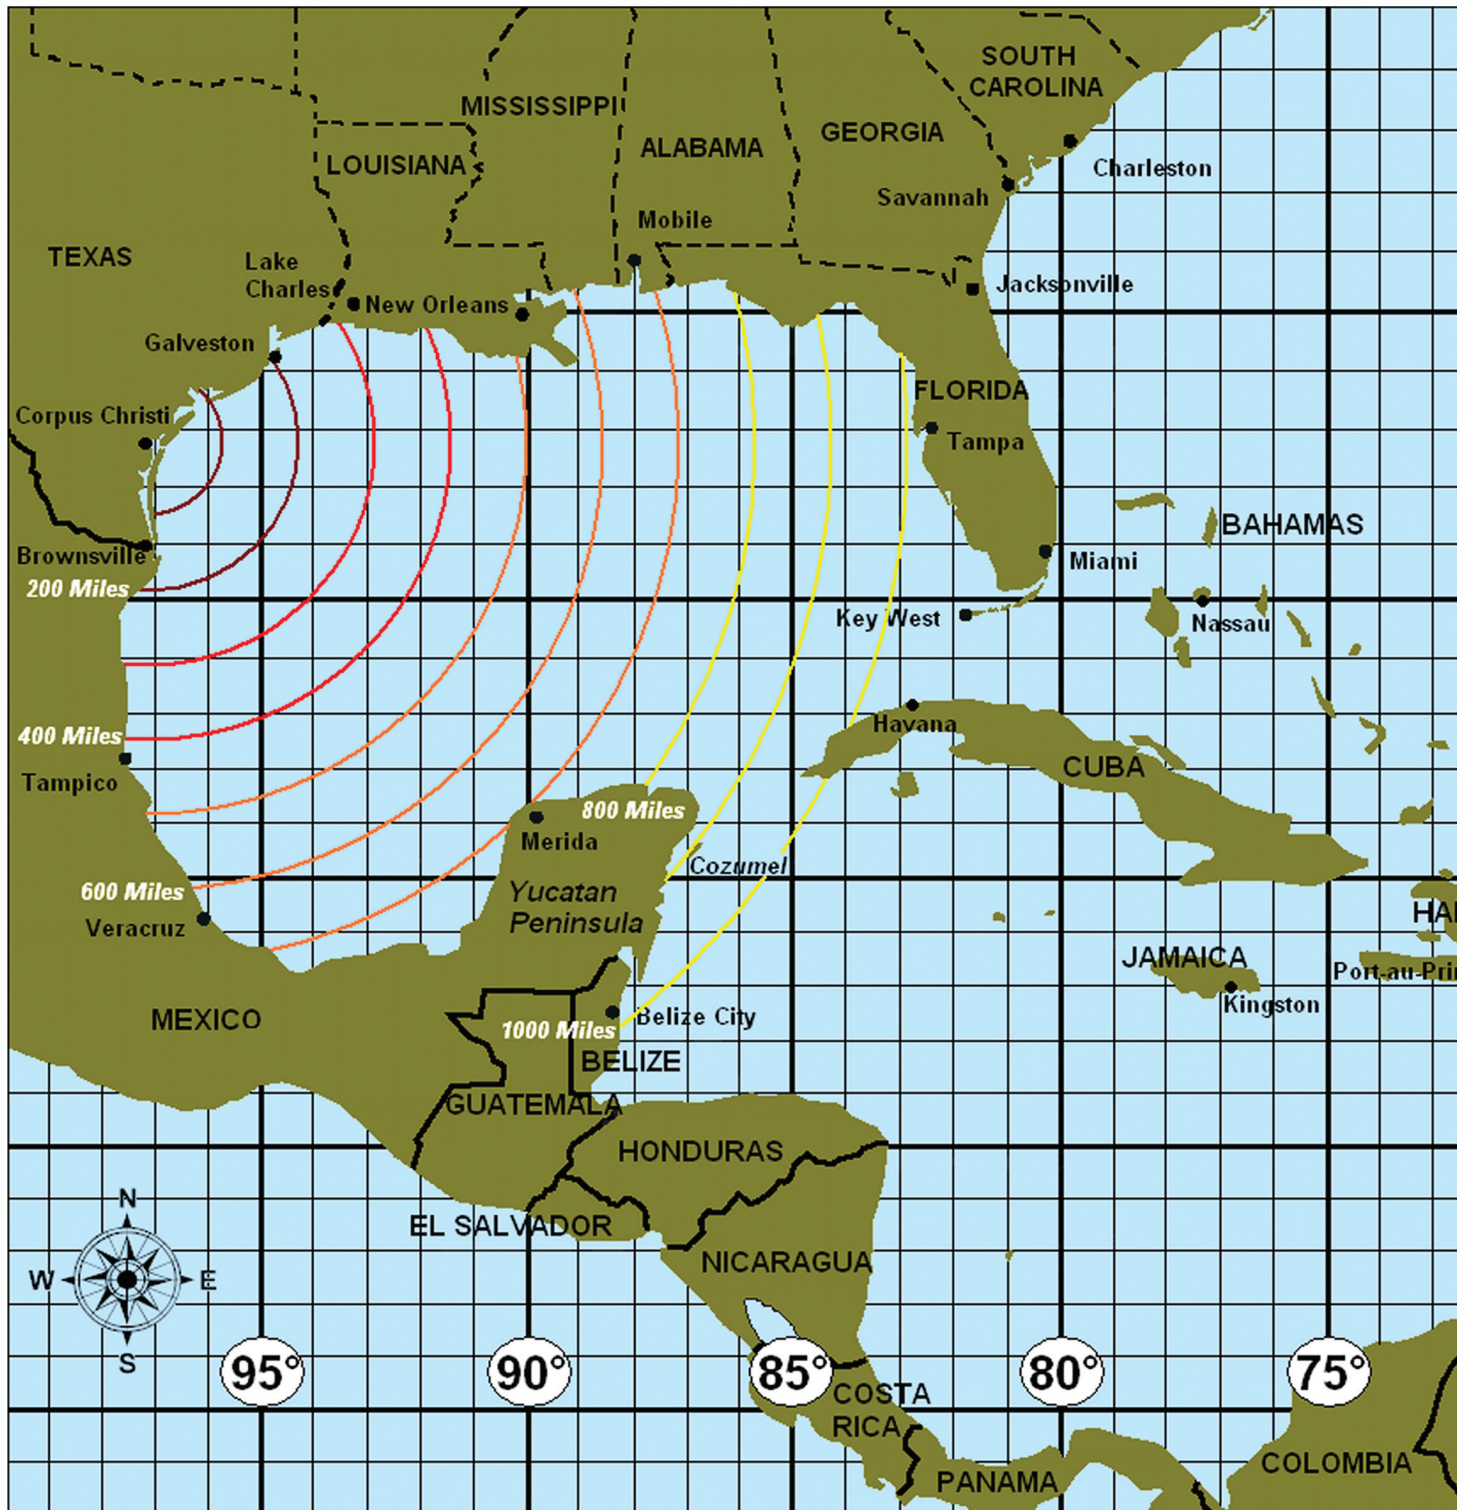 SOUTH
CAROLINA
MISSISSIPPI
GEORGIA
ALABAMA
LOUISIANA
Charleston
Savannah
Mobile
TEXAS
Lake
Charles
Jacksonville
New Orleans
Galveston
FLORIDA
Corpus Christi
Tampa
BAHAMAS
Brownsville
Miami
200 Miles
Key West
Nassau
Havana
400 Miles
CUBA
Tampico
800 Miles
Merida
Cozumel
600 Miles
Yucatan
Peninsula
Veracruz
JAMAICA
Port-au-Pri
Kingston
MEXICO
Belize City
1000 Miles
BELIZE
GUATEMALA
HONDURAS
N
EL SALVADOR
NICARAGUA
W
E
S
95°
90°
85°
80°
75°
COSTA
RICA
COLOMBIA
PANAMA